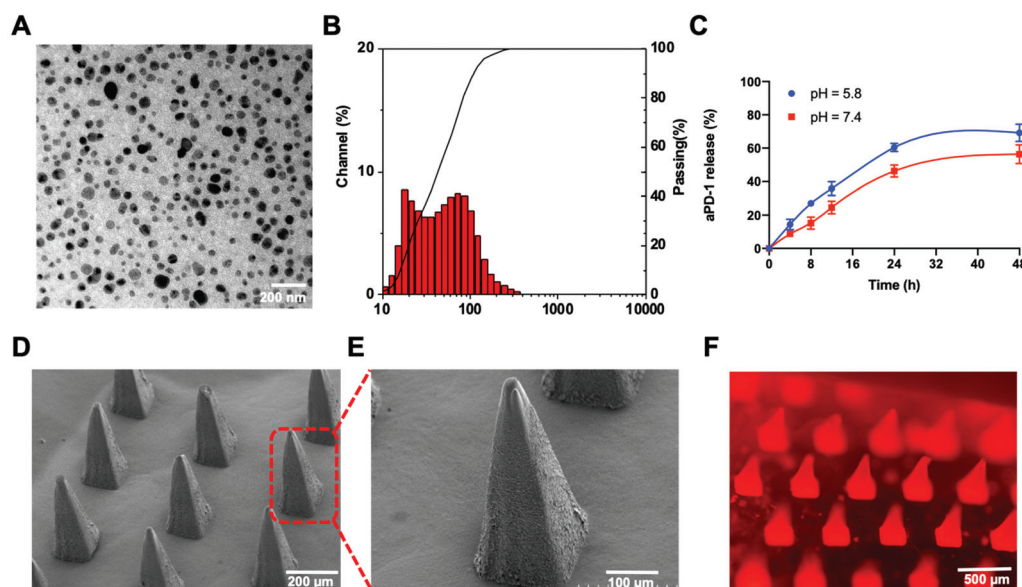 A
200 nm
B
20
10
0
Channel (%)
100
80
60
40
20
0
Passing(%)
10
100
1000
10000
C
pH = 5.8
pH = 7.4
100
80
60
40
20
0
aPD-1 release (%)
0
8
16
24
32
40
48
Time (h)
D
200 μm
E
100 μm
F
500 μm